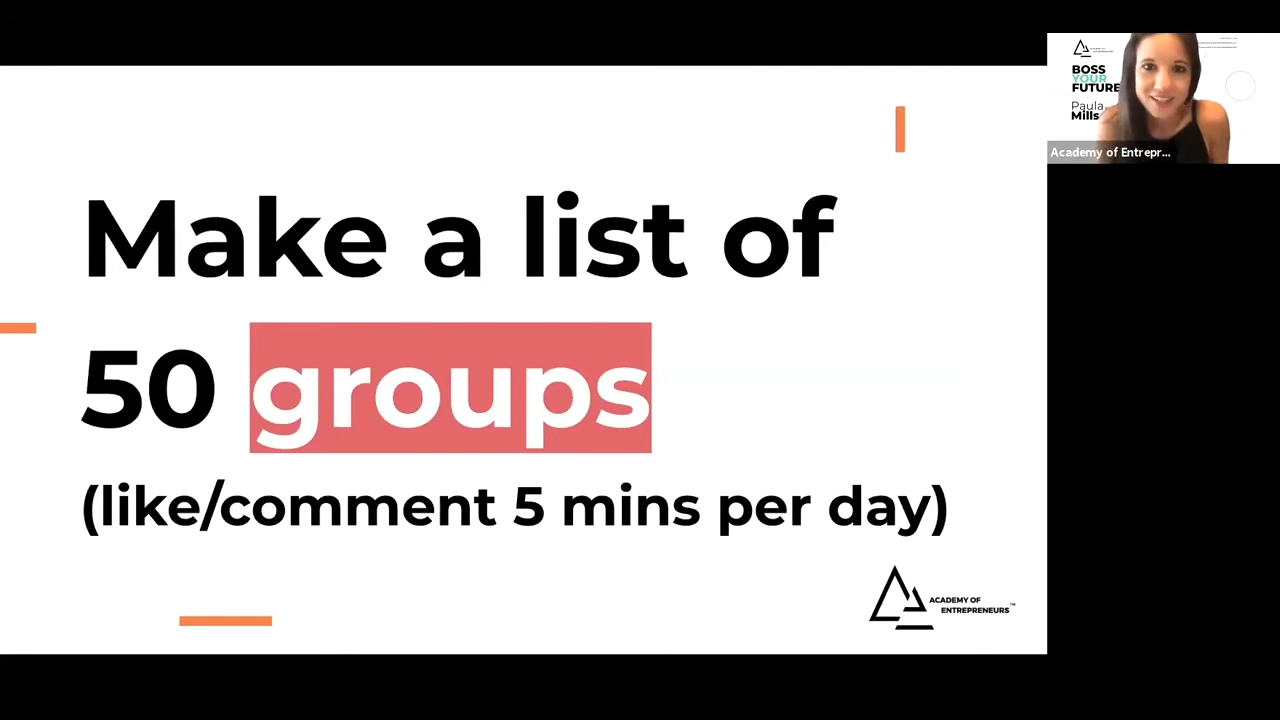 Make a list of
50 groups
(like/comment 5 mins per day)
ACADEMY OF
ENTREPRENEURS™
BOSS
YOUR
FUTURE
Paula
Mills
Academy of Entrepr...